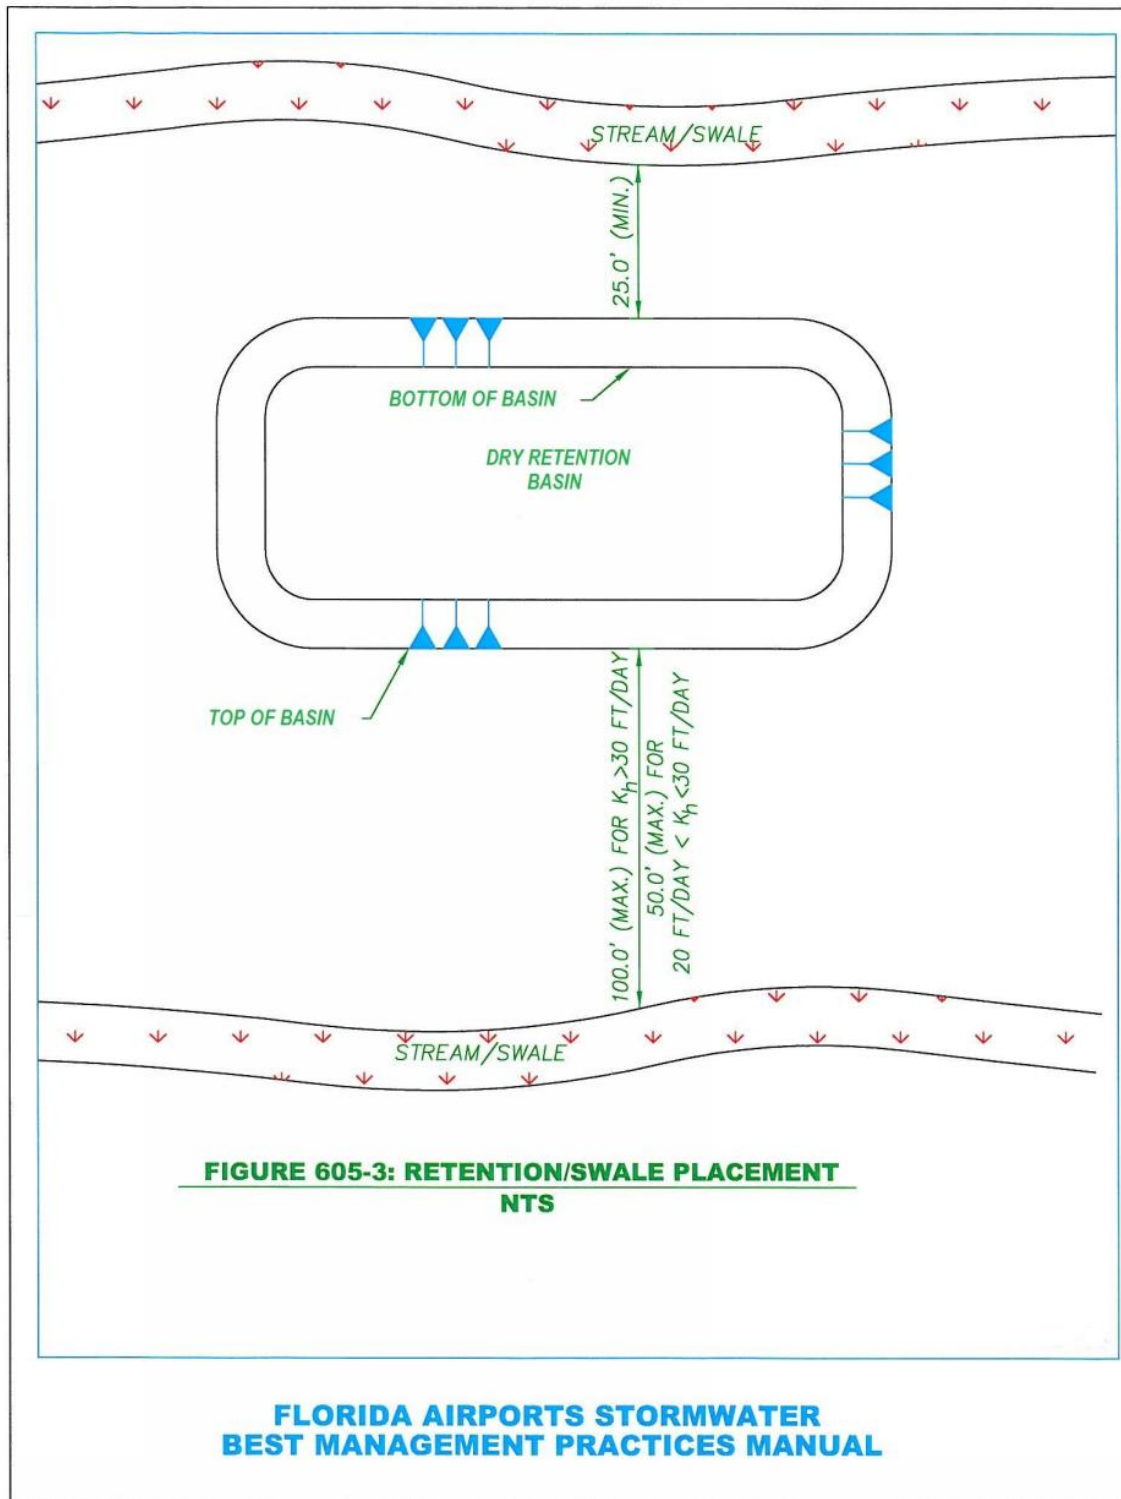 STREAM/SWALE
25.0' (MIN.)
BOTTOM OF BASIN
DRY RETENTION
BASIN
TOP OF BASIN
100.0' (MAX.) FOR Kh>30 FT/DAY
50.0' (MAX.) FOR
20 FT/DAY < Kh <30 FT/DAY
STREAM/SWALE
FIGURE 605-3: RETENTION/SWALE PLACEMENT
NTS
FLORIDA AIRPORTS STORMWATER
BEST MANAGEMENT PRACTICES MANUAL